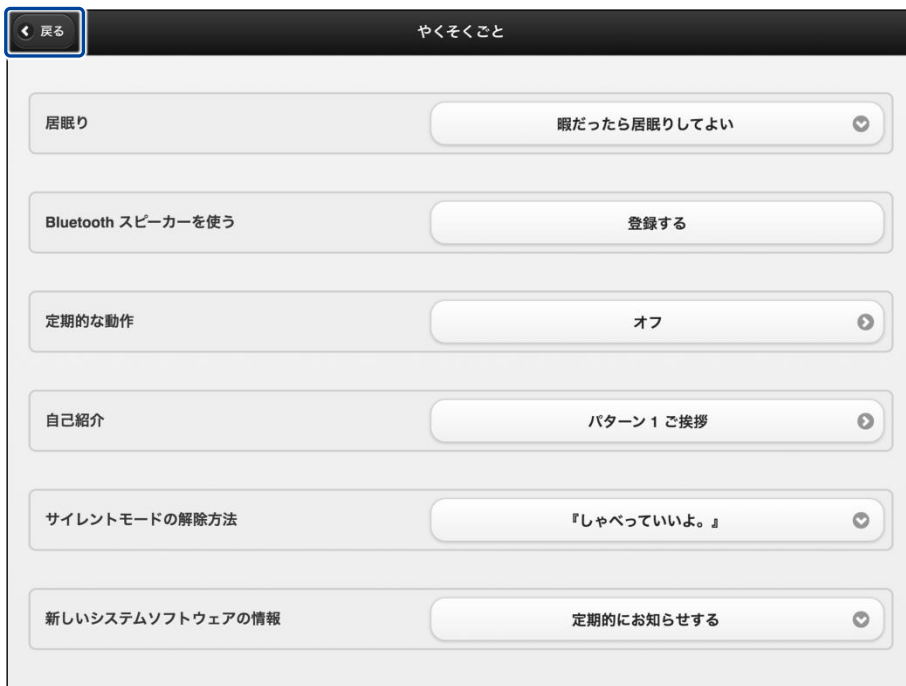 戻る
やくそくごと
居眠り
暇だったら居眠りしてよい
Bluetooth スピーカーを使う
登録する
定期的な動作
オフ
自己紹介
パターン 1 ご挨拶
サイレントモードの解除方法
『しゃべっていいよ。』
新しいシステムソフトウェアの情報
定期的にお知らせする